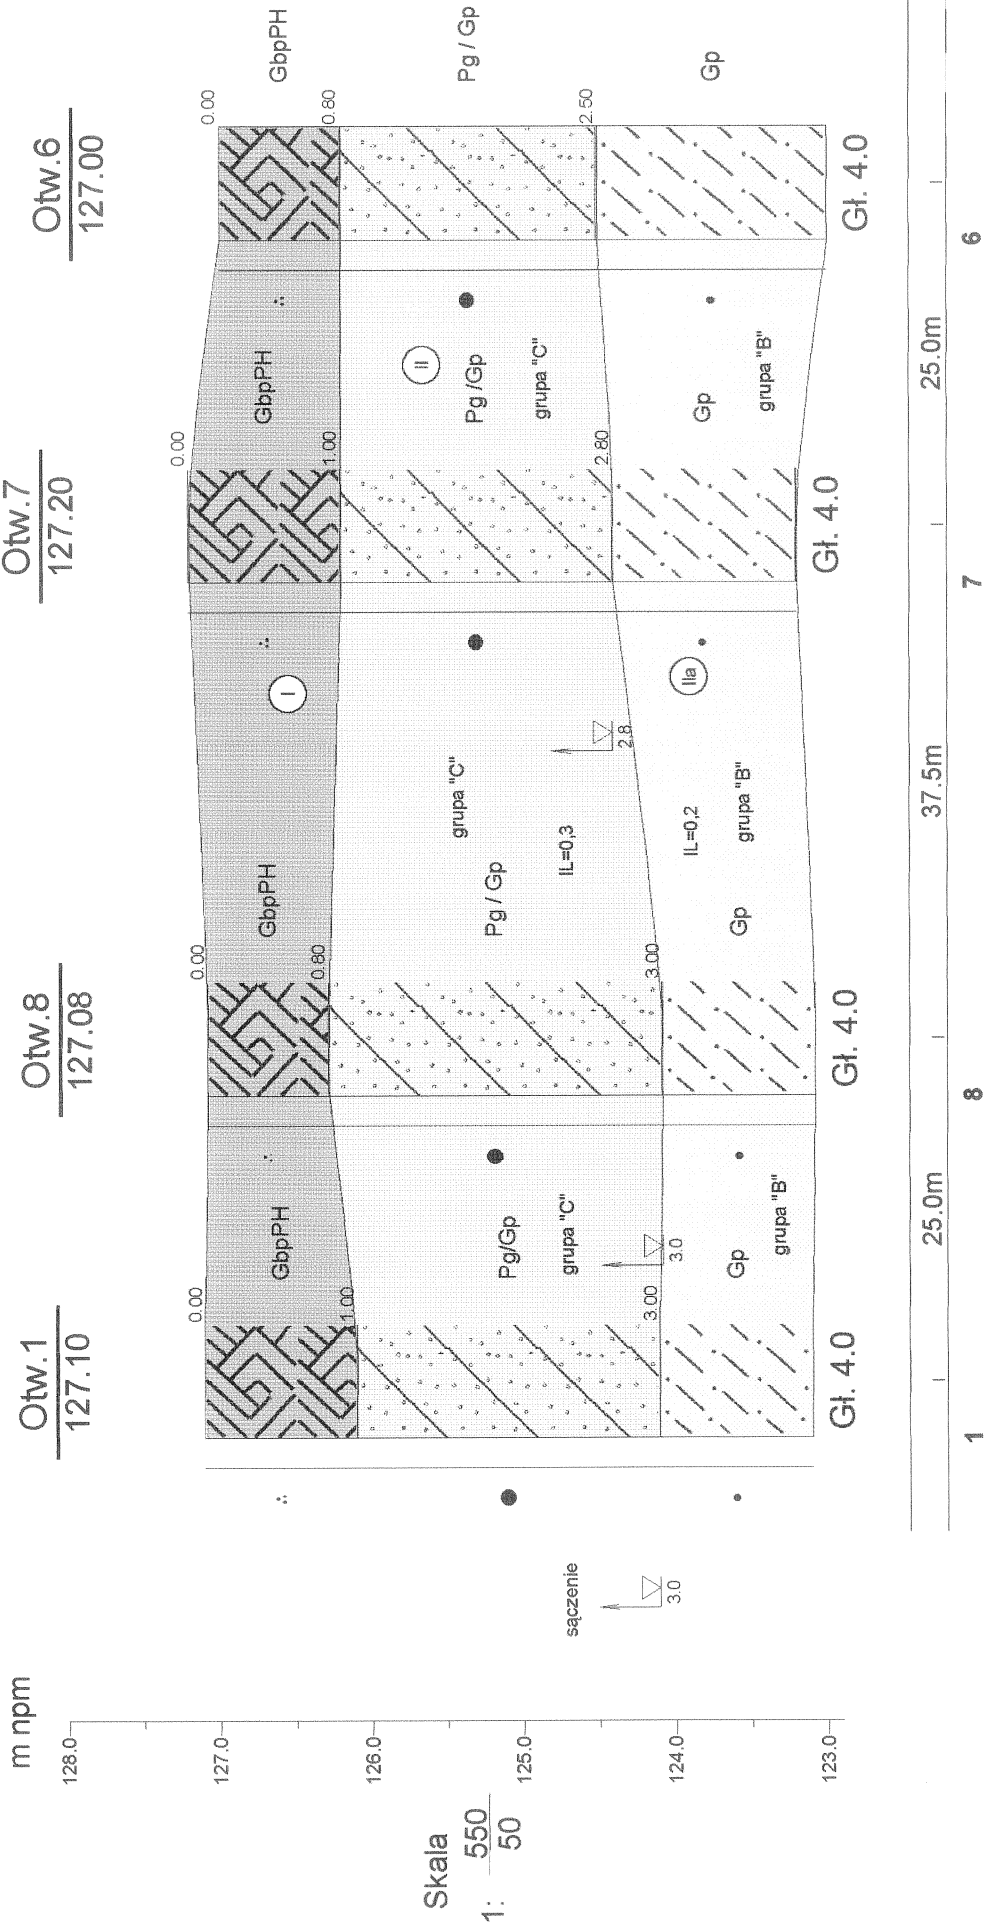 m npm
128.0
127.0
126.0
125.0
124.0
123.0
Skala
1: 550
50
sączenie
3.0
Otw.1
127.10
Otw.8
127.08
Otw.7
127.20
Otw.6
127.00
0.00
1.00
3.00
Gł. 4.0
0.00
0.80
3.00
Gł. 4.0
0.00
1.00
2.80
Gł. 4.0
0.00
0.80
2.50
Gł. 4.0
GbpPH
Pg/Gp
grupa "C"
3.0
Gp
grupa "B"
GbpPH
I
grupa "C"
Pg / Gp
IL=0,3
2.8
IIa
IL=0,2
grupa "B"
Gp
GbpPH
II
Pg /Gp
grupa "C"
Gp
grupa "B"
GbpPH
Pg / Gp
Gp
25.0m
37.5m
25.0m
1
8
7
6